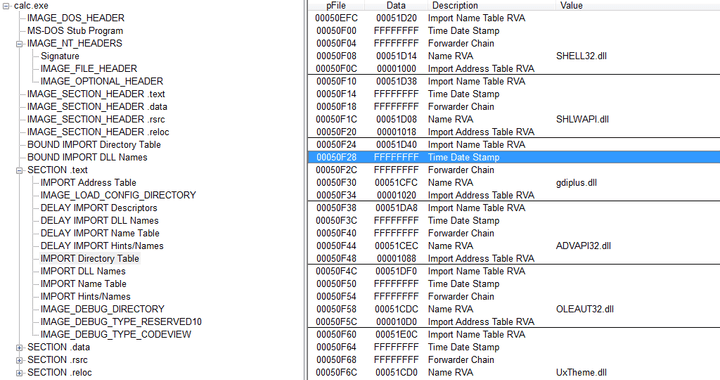 calc.exe
IMAGE_DOS_HEADER
MS-DOS Stub Program
IMAGE_NT_HEADERS
Signature
IMAGE_FILE_HEADER
IMAGE_OPTIONAL_HEADER
IMAGE_SECTION_HEADER .text
IMAGE_SECTION_HEADER .data
IMAGE_SECTION_HEADER .rsrc
IMAGE_SECTION_HEADER .reloc
BOUND IMPORT Directory Table
BOUND IMPORT DLL Names
SECTION .text
IMPORT Address Table
IMAGE_LOAD_CONFIG_DIRECTORY
DELAY IMPORT Descriptors
DELAY IMPORT DLL Names
DELAY IMPORT Name Table
DELAY IMPORT Hints/Names
IMPORT Directory Table
IMPORT DLL Names
IMPORT Name Table
IMPORT Hints/Names
IMAGE_DEBUG_DIRECTORY
IMAGE_DEBUG_TYPE_RESERVED10
IMAGE_DEBUG_TYPE_CODEVIEW
SECTION .data
SECTION .rsrc
SECTION .reloc
pFile Data Description Value
00050EFC 00051D20 Import Name Table RVA
00050F00 FFFFFFFF Time Date Stamp
00050F04 FFFFFFFF Forwarder Chain
00050F08 00051D14 Name RVA SHELL32.dll
00050F0C 00001000 Import Address Table RVA
00050F10 00051D38 Import Name Table RVA
00050F14 FFFFFFFF Time Date Stamp
00050F18 FFFFFFFF Forwarder Chain
00050F1C 00051D08 Name RVA SHLWAPI.dll
00050F20 00001018 Import Address Table RVA
00050F24 00051D40 Import Name Table RVA
00050F28 FFFFFFFF Time Date Stamp
00050F2C FFFFFFFF Forwarder Chain
00050F30 00051CFC Name RVA gdiplus.dll
00050F34 00001020 Import Address Table RVA
00050F38 00051DA8 Import Name Table RVA
00050F3C FFFFFFFF Time Date Stamp
00050F40 FFFFFFFF Forwarder Chain
00050F44 00051CEC Name RVA ADVAPI32.dll
00050F48 00001088 Import Address Table RVA
00050F4C 00051DF0 Import Name Table RVA
00050F50 FFFFFFFF Time Date Stamp
00050F54 FFFFFFFF Forwarder Chain
00050F58 00051CDC Name RVA OLEAUT32.dll
00050F5C 000010D0 Import Address Table RVA
00050F60 00051E0C Import Name Table RVA
00050F64 FFFFFFFF Time Date Stamp
00050F68 FFFFFFFF Forwarder Chain
00050F6C 00051CD0 Name RVA UxTheme.dll